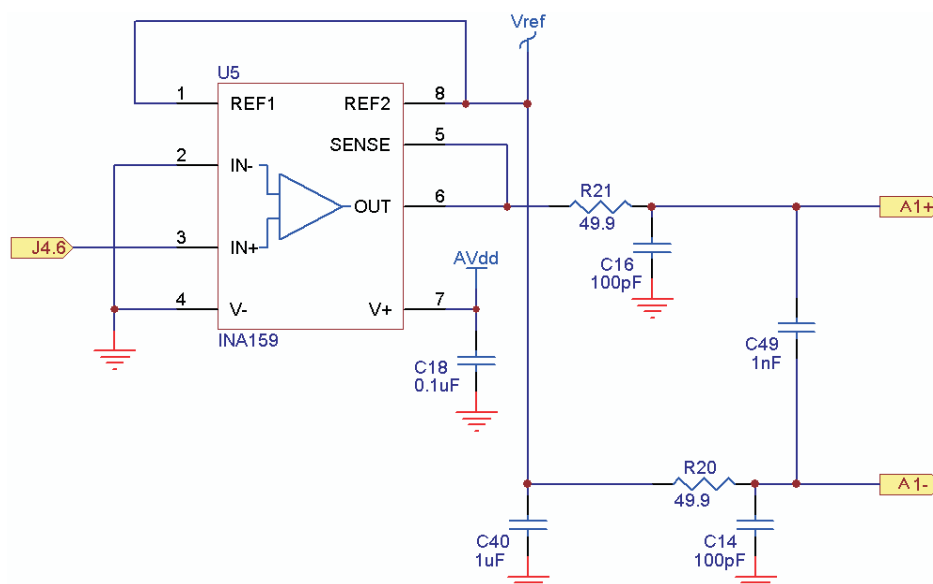 Vref
U5
1
REF1
REF2
8
SENSE
5
2
IN-
OUT
6
R21
49.9
A1+
J4.6
3
IN+
C16
100pF
AVdd
4
V-
V+
7
INA159
C18
0.1uF
C49
1nF
R20
49.9
A1-
C40
1uF
C14
100pF